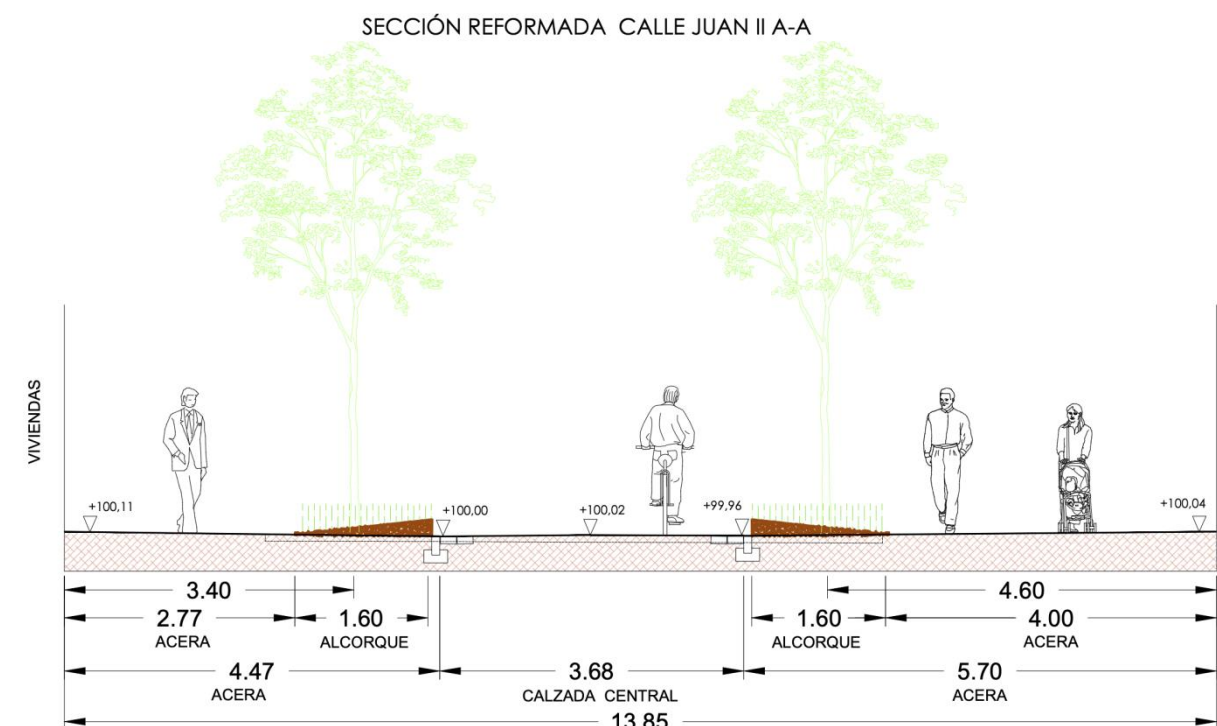 SECCIÓN REFORMADA CALLE JUAN II A-A
VIVIENDAS
+100,11
+100,00
+100,02
+99,96
+100,04
3.40
4.60
2.77
1.60
1.60
4.00
ACERA
ALCORQUE
ALCORQUE
ACERA
4.47
3.68
5.70
ACERA
CALZADA CENTRAL
ACERA
13.85